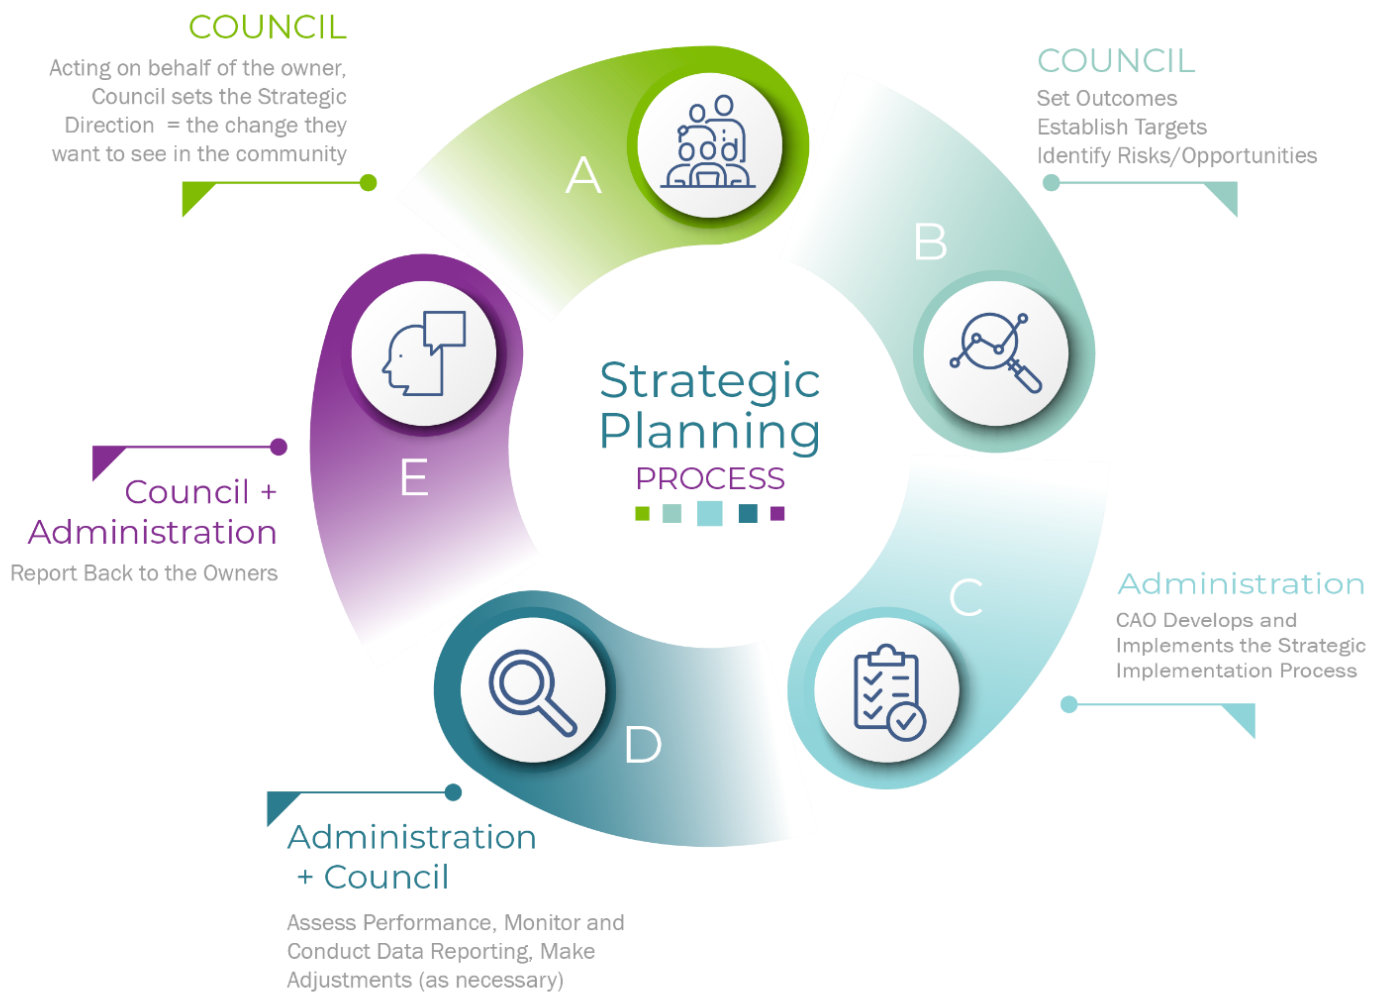 COUNCIL
Acting on behalf of the owner,
Council sets the Strategic
Direction = the change they
want to see in the community
A
COUNCIL
Set Outcomes
Establish Targets
Identify Risks/Opportunities
B
Strategic
Planning
PROCESS
C
Administration
CAO Develops and
Implements the Strategic
Implementation Process
D
Administration
+ Council
Assess Performance, Monitor and
Conduct Data Reporting, Make
Adjustments (as necessary)
E
Council +
Administration
Report Back to the Owners